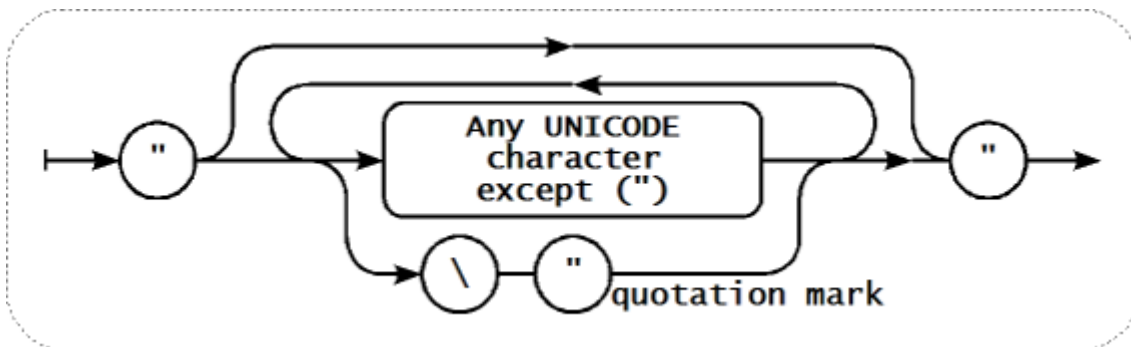 "
Any UNICODE
character
except (")
"
\
"
quotation mark